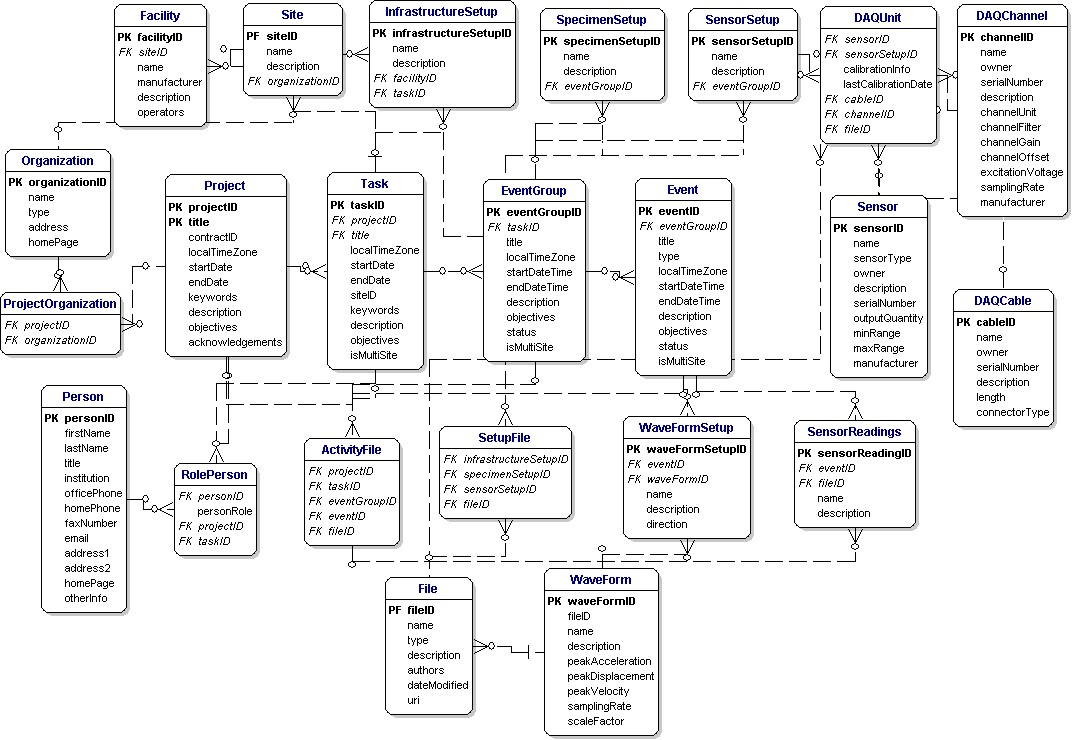 Facility
PK facilityID
FK siteID
name
manufacturer
description
operators
Site
PF siteID
name
description
FK organizationID
InfrastructureSetup
PK infrastructureSetupID
name
description
FK facilityID
FK taskID
SpecimenSetup
PK specimenSetupID
name
description
FK eventGroupID
SensorSetup
PK sensorSetupID
name
description
FK eventGroupID
DAQUnit
FK sensorID
FK sensorSetupID
calibrationInfo
lastCalibrationDate
FK cableID
FK channelID
FK fileID
DAQChannel
PK channelID
name
owner
serialNumber
description
channelUnit
channelFilter
channelGain
channelOffset
excitationVoltage
samplingRate
manufacturer
Organization
PK organizationID
name
type
address
homePage
Project
PK projectID
PK title
contractID
localTimeZone
startDate
endDate
keywords
description
objectives
acknowledgements
Task
PK taskID
FK projectID
FK title
localTimeZone
startDate
endDate
siteID
keywords
description
objectives
isMultiSite
EventGroup
PK eventGroupID
FK taskID
title
localTimeZone
startDateTime
endDateTime
description
objectives
status
isMultiSite
Event
PK eventID
FK eventGroupID
title
type
localTimeZone
startDateTime
endDateTime
description
objectives
status
isMultiSite
Sensor
PK sensorID
name
sensorType
owner
description
serialNumber
outputQuantity
minRange
maxRange
manufacturer
ProjectOrganization
FK projectID
FK organizationID
DAQCable
PK cableID
name
owner
serialNumber
description
length
connectorType
Person
PK personID
firstName
lastName
title
institution
officePhone
homePhone
faxNumber
email
address1
address2
homePage
otherInfo
RolePerson
FK personID
personRole
FK projectID
FK taskID
ActivityFile
FK projectID
FK taskID
FK eventGroupID
FK eventID
FK fileID
SetupFile
FK infrastructureSetupID
FK specimenSetupID
FK sensorSetupID
FK fileID
WaveFormSetup
PK waveFormSetupID
FK eventID
FK waveFormID
name
description
direction
SensorReadings
PK sensorReadingID
FK eventID
FK fileID
name
description
File
PF fileID
name
type
description
authors
dateModified
uri
WaveForm
PK waveFormID
fileID
name
description
peakAcceleration
peakDisplacement
peakVelocity
samplingRate
scaleFactor